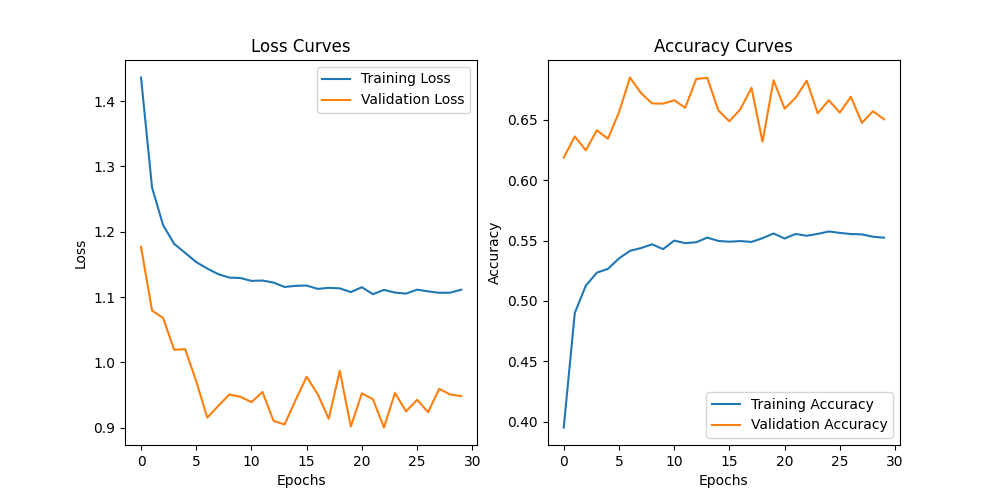 Loss Curves
1.4
1.3
1.2
1.1
1.0
0.9
Loss
0
5
10
15
20
25
30
Epochs
Training Loss
Validation Loss
Accuracy Curves
0.65
0.60
0.55
0.50
0.45
0.40
Accuracy
0
5
10
15
20
25
30
Epochs
Training Accuracy
Validation Accuracy